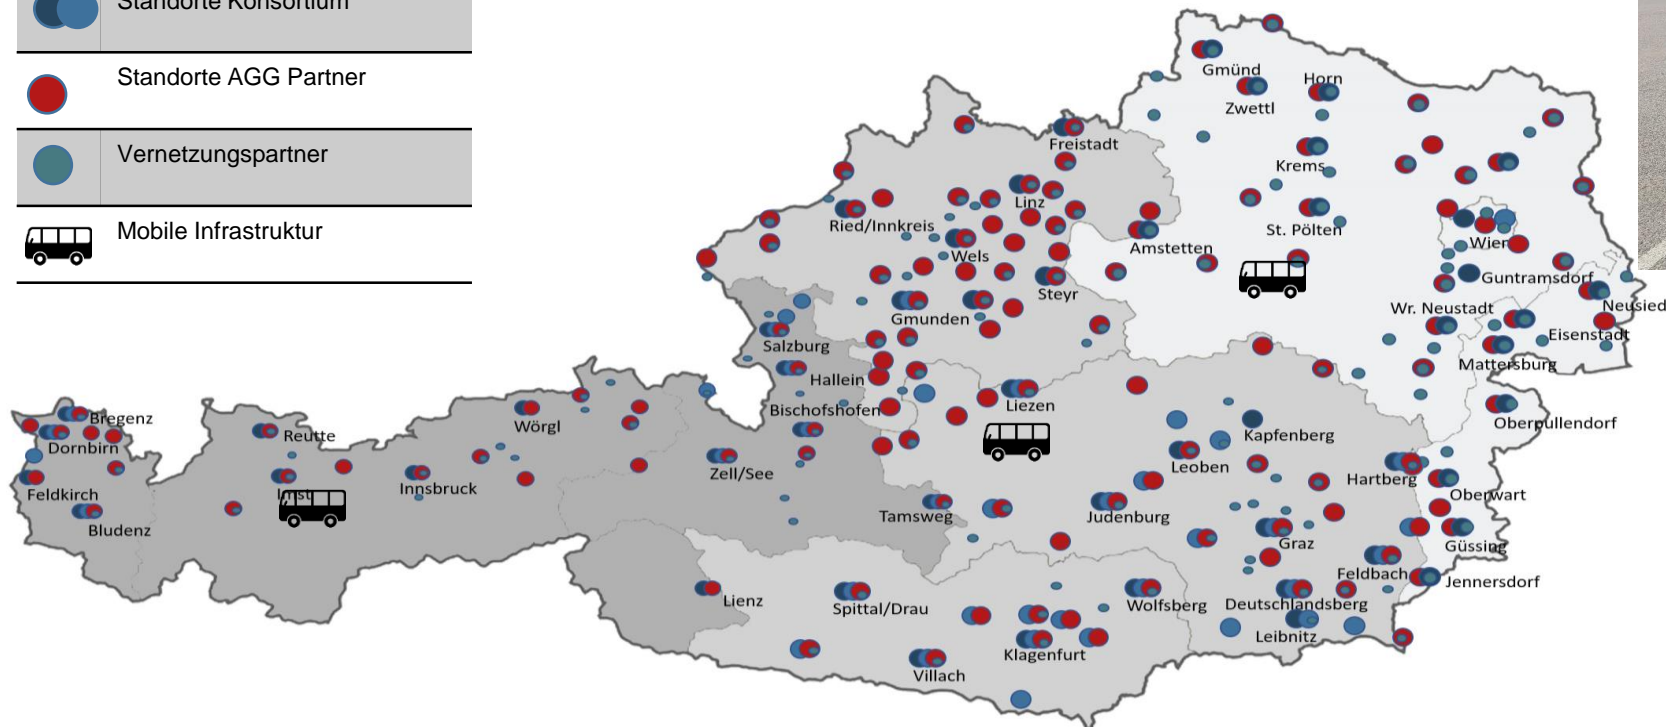 Standorte Konsortium
Standorte AGG Partner
Vernetzungspartner
Mobile Infrastruktur
Gmünd
Horn
Zwettl
Freistadt
Krems
Linz
Ried/Innkreis
St. Pölten
Amstetten
Wien
Wels
Guntramsdorf
Steyr
Neusied
Wr. Neustadt
Gmunden
Eisenstadt
Salzburg
Mattersburg
Hallein
Bischofshofen
Liezen
Bregenz
Oberpullendorf
Wörgl
Reutte
Kapfenberg
Dornbirn
Leoben
Zell/See
Hartberg
Innsbruck
Feldkirch
Imst
Oberwart
Tamsweg
Judenburg
Bludenz
Graz
Güssing
Feldbach
Jennersdorf
Lienz
Spittal/Drau
Wolfsberg
Deutschlandsberg
Leibnitz
Klagenfurt
Villach